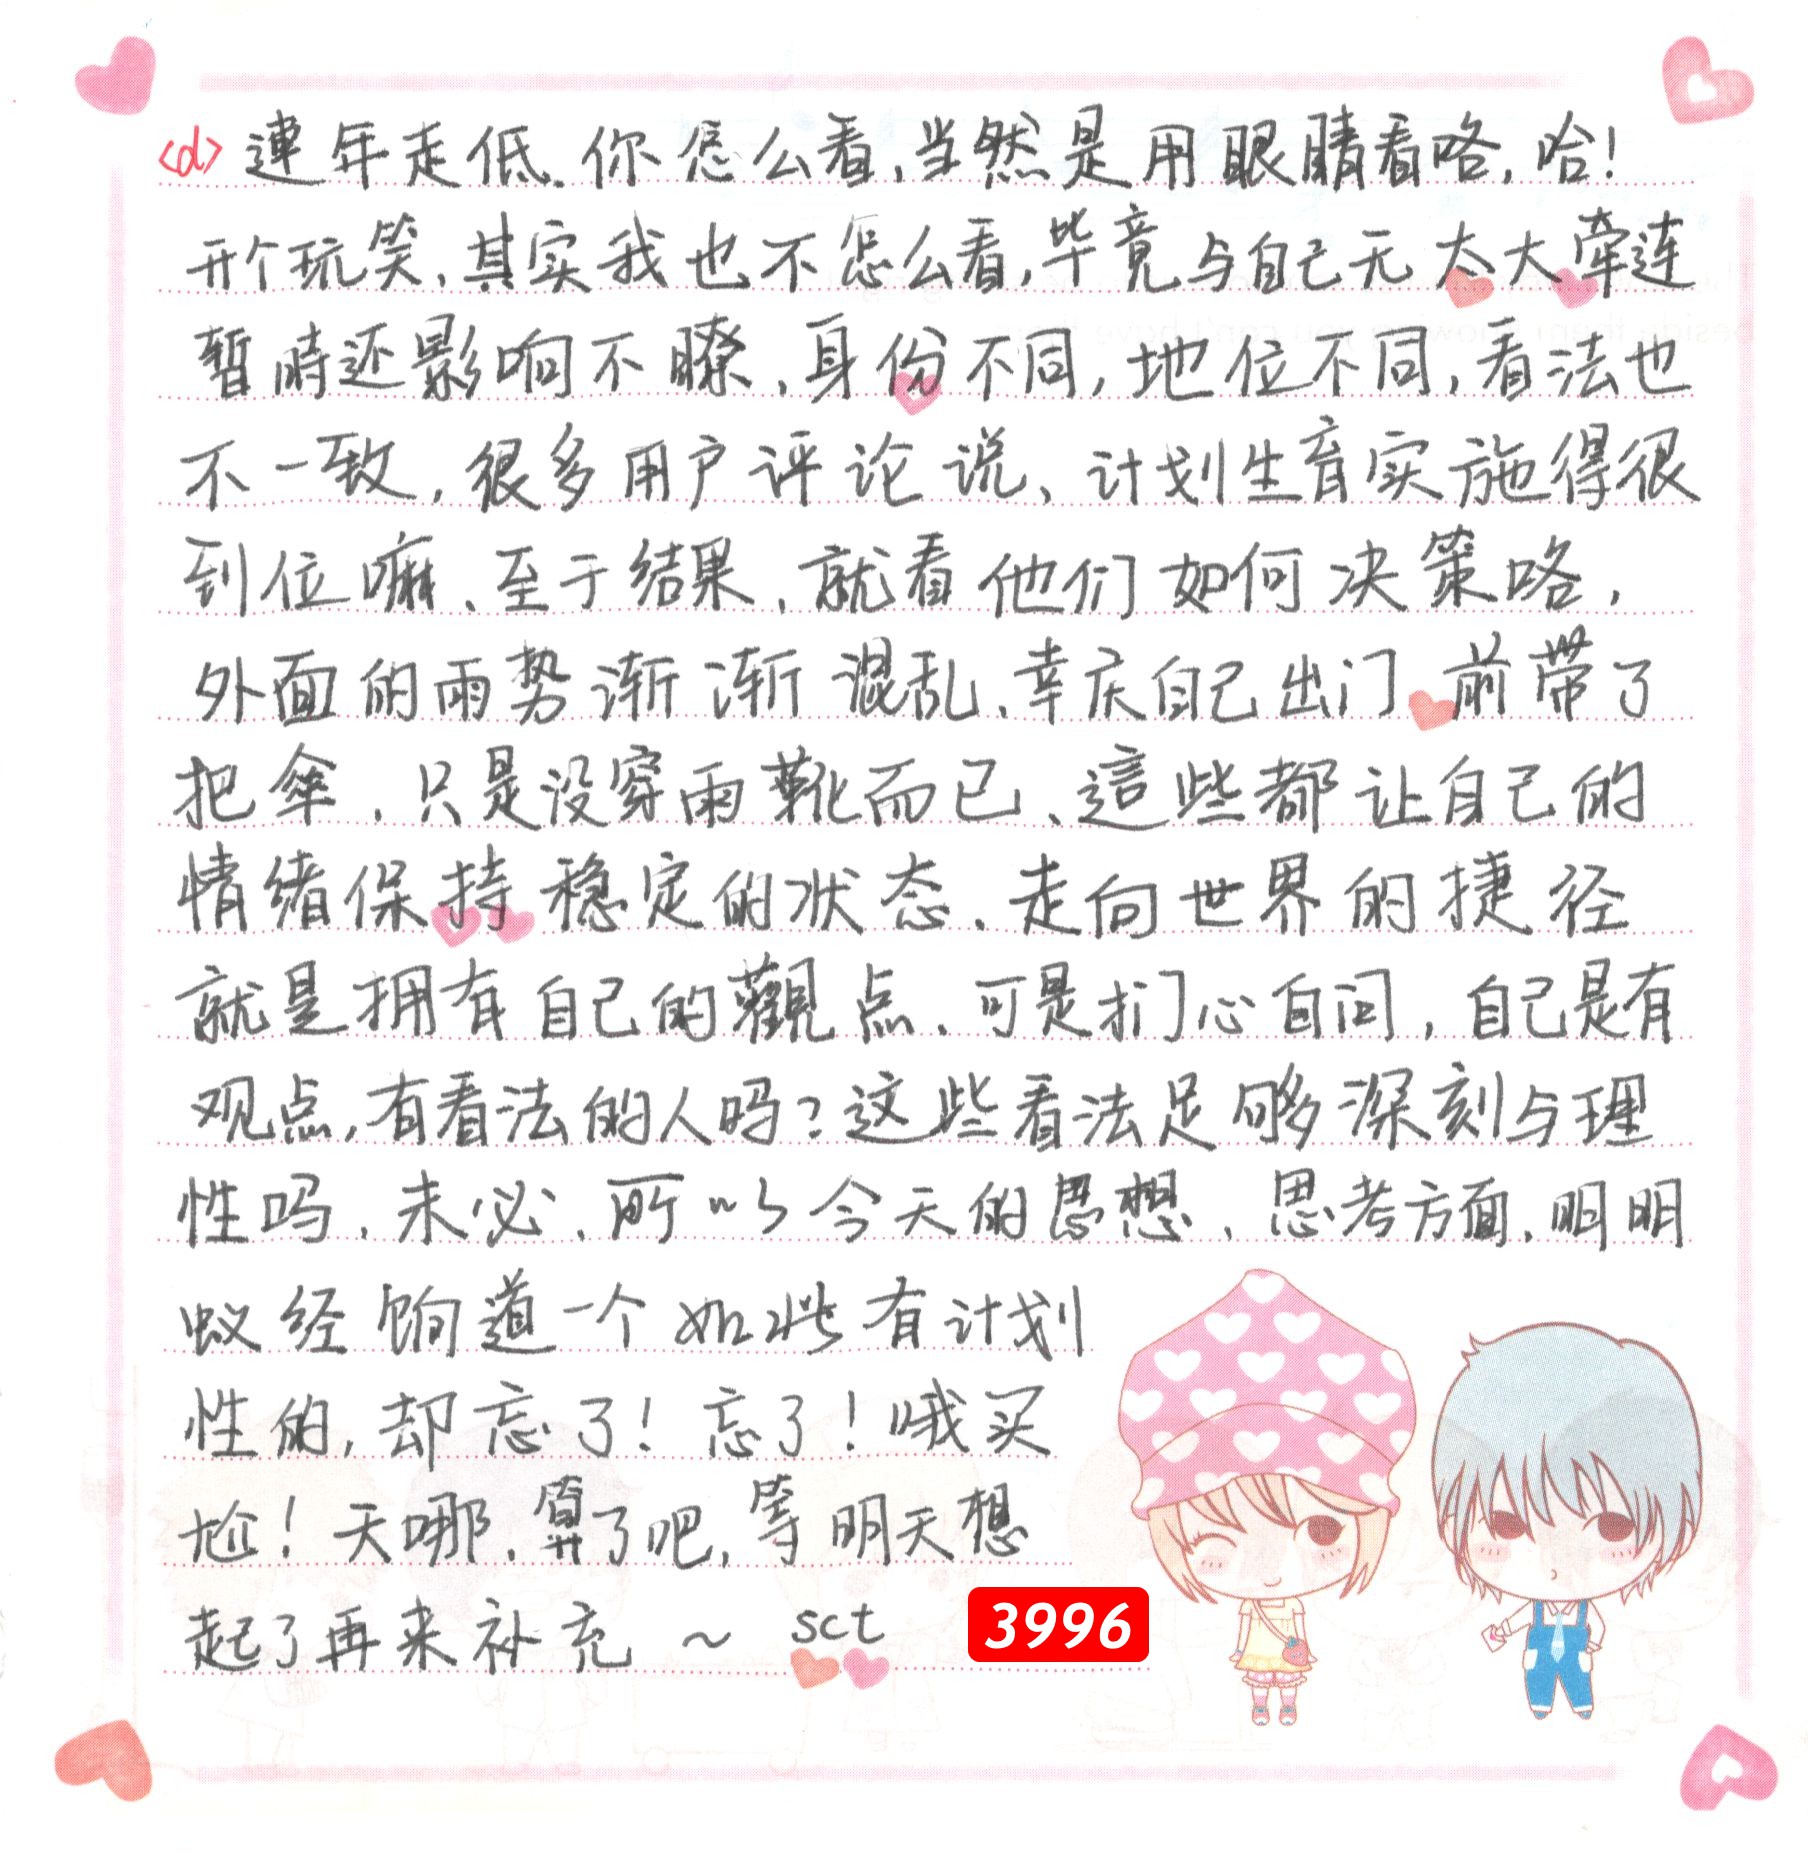 <d> 連年走低、你怎么看，当然是用眼睛看咯，哈！
开个玩笑，其实我也不怎么看，毕竟与自己无太大牵连
暂時还影响不瞭、身份不同，地位不同，看法也
不一致，很多用户评论说、计划生育实施得很
到位嘛、至于结果、就看他们如何决策咯，
外面的雨势渐渐混乱、幸庆自己出门前带了
把傘、只是没穿雨靴而已、這些都让自己的
情绪保持稳定的状态、走向世界的捷径
就是拥有自己的觀点、可是扪心自问，自己是有
观点，有看法的人吗？这些看法足够深刻与理
性吗、未必、所以今天的思想、思考方面，明明
蚁经饷道一个如此有计划
性的，却忘了！忘了！哦买
尬！天哪，算了吧，等明天想
起了再来补充 ~ sct
3996